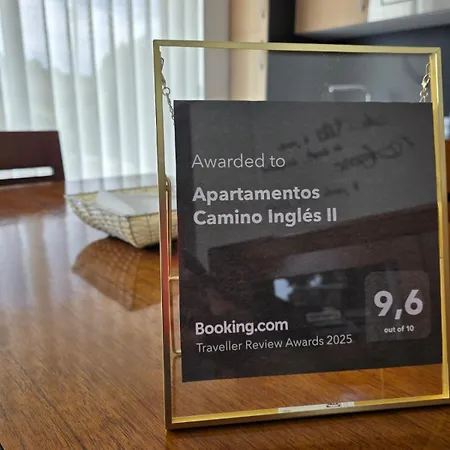 Awarded to
Apartamentos
Camino Inglés II
9,6
out of 10
Booking.com
Traveller Review Awards 2025